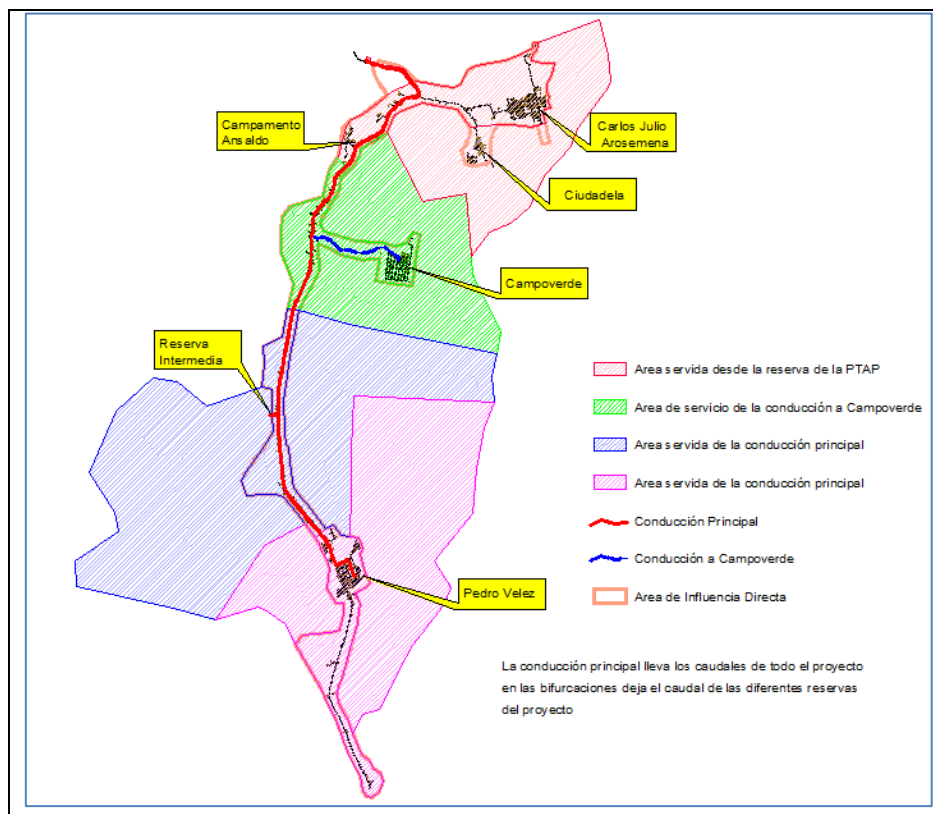 Campamento
Ansaldo
Carlos Julio
Arosemena
Ciudadela
Campoverde
Reserva
Intermedia
Pedro Velez
Area servida desde la reserva de la PTAP
Area de servicio de la conducción a Campoverde
Area servida de la conducción principal
Area servida de la conducción principal
Conducción Principal
Conducción a Campoverde
Area de Influencia Directa
La conducción principal lleva los caudales de todo el proyecto
en las bifurcaciones deja el caudal de las diferentes reservas
del proyecto